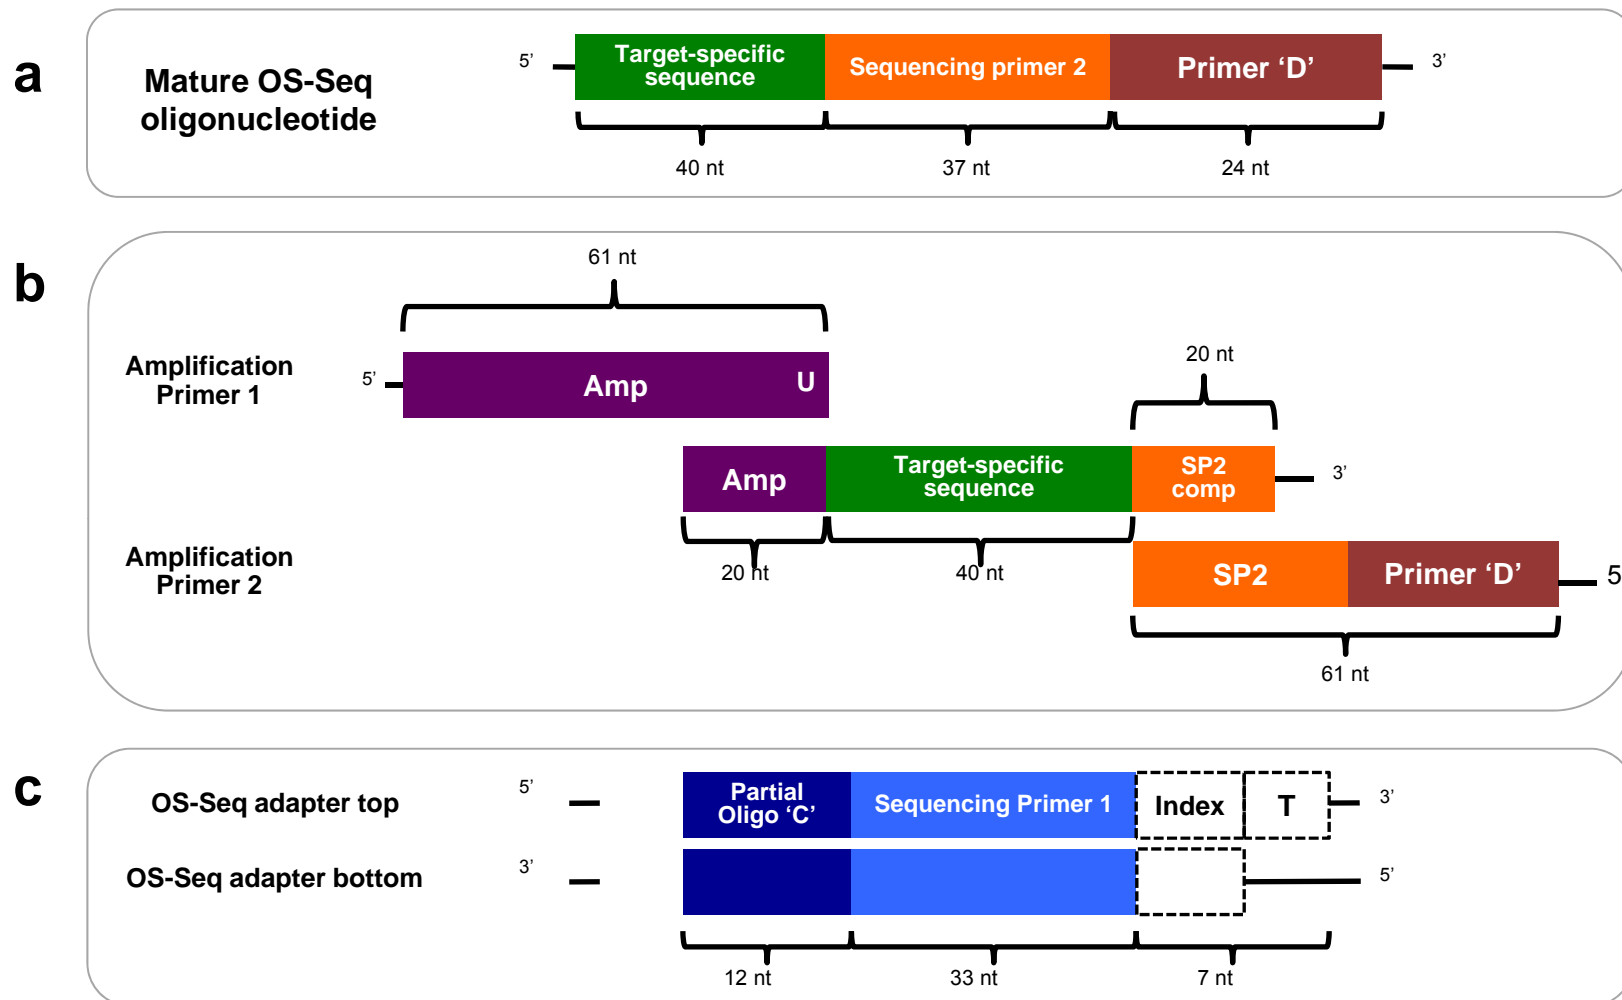 a
Mature OS-Seq
oligonucleotide
5’
Target-specific
sequence
Sequencing primer 2
Primer ‘D’
3’
40 nt
37 nt
24 nt
b
61 nt
Amplification
Primer 1
5’
Amp
U
20 nt
Amp
Target-specific
sequence
SP2
comp
3’
Amplification
Primer 2
20 nt
40 nt
SP2
Primer ‘D’
5
61 nt
c
OS-Seq adapter top
5’
Partial
Oligo ‘C’
Sequencing Primer 1
Index
T
3’
OS-Seq adapter bottom
3’
5’
12 nt
33 nt
7 nt